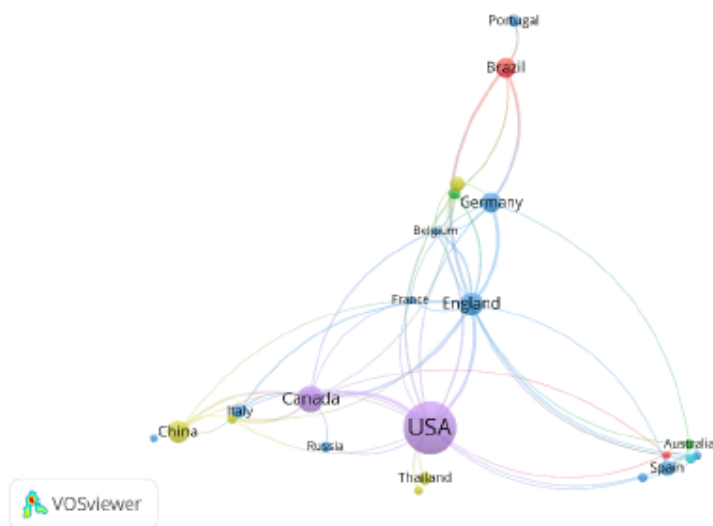 Portugal
Brazil
Germany
Belgium
France
England
Canada
Italy
China
USA
Russia
Australia
Spain
Thailand
VOSviewer